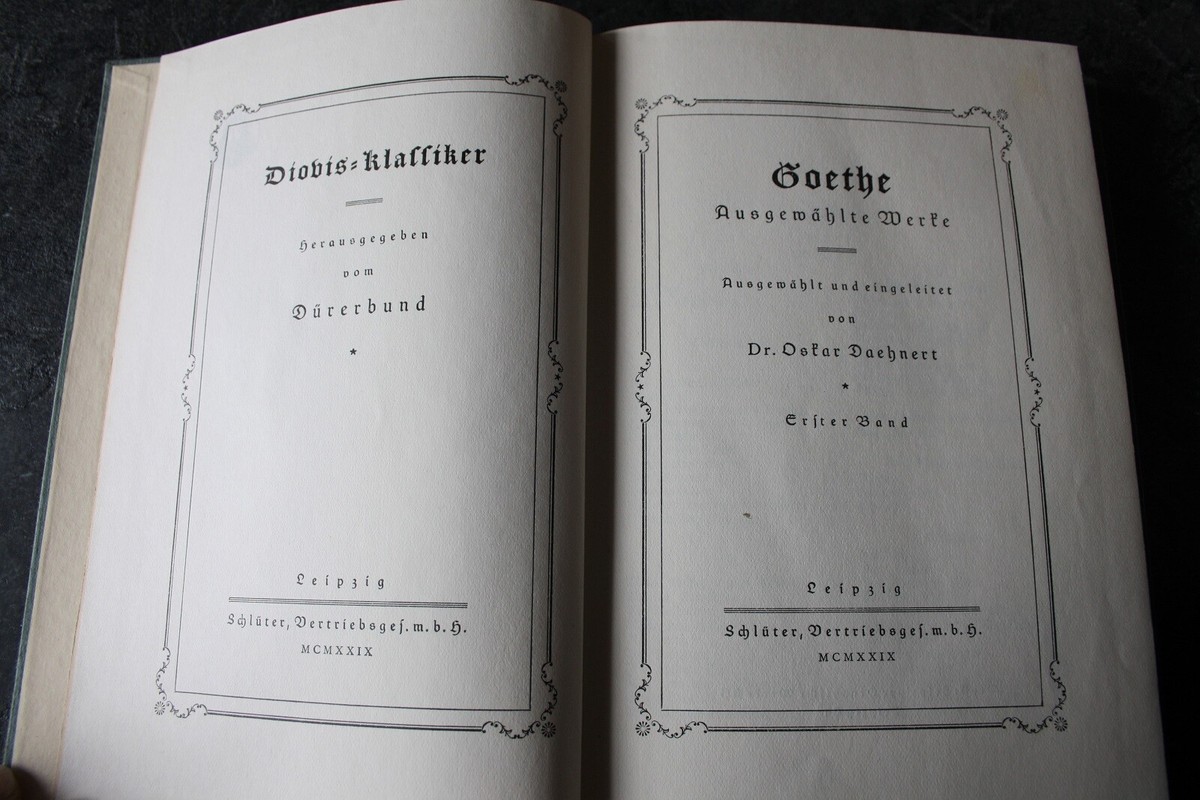 Diovis-Klassiker
Herausgegeben
vom
Dürerbund
Leipzig
Schlüter, Vertriebsges. m. b. H.
MCMXXIX
Goethe
Ausgewählte Werke
Ausgewählt und eingeleitet
von
Dr. Oskar Daehnert
Erster Band
Leipzig
Schlüter, Vertriebsges. m. b. H.
MCMXXIX